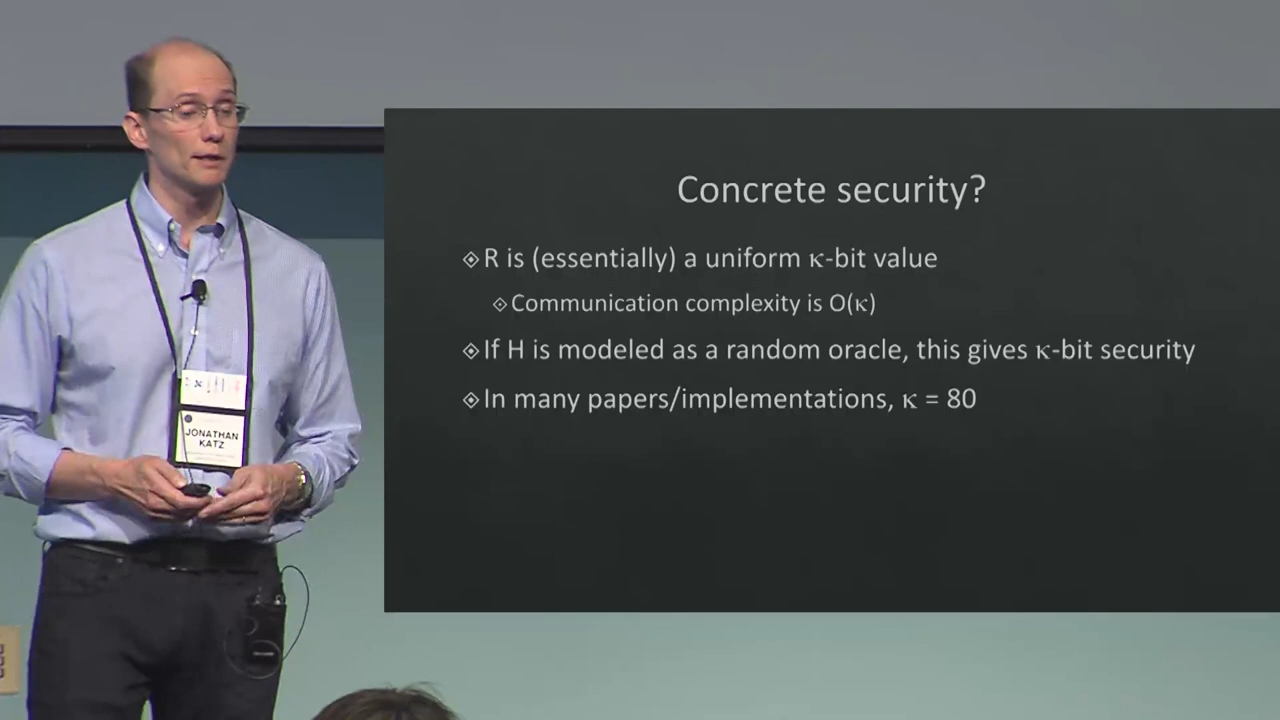 Concrete security?
R is (essentially) a uniform κ-bit value
Communication complexity is O(κ)
If H is modeled as a random oracle, this gives κ-bit security
In many papers/implementations, κ = 80
JONATHAN
KATZ